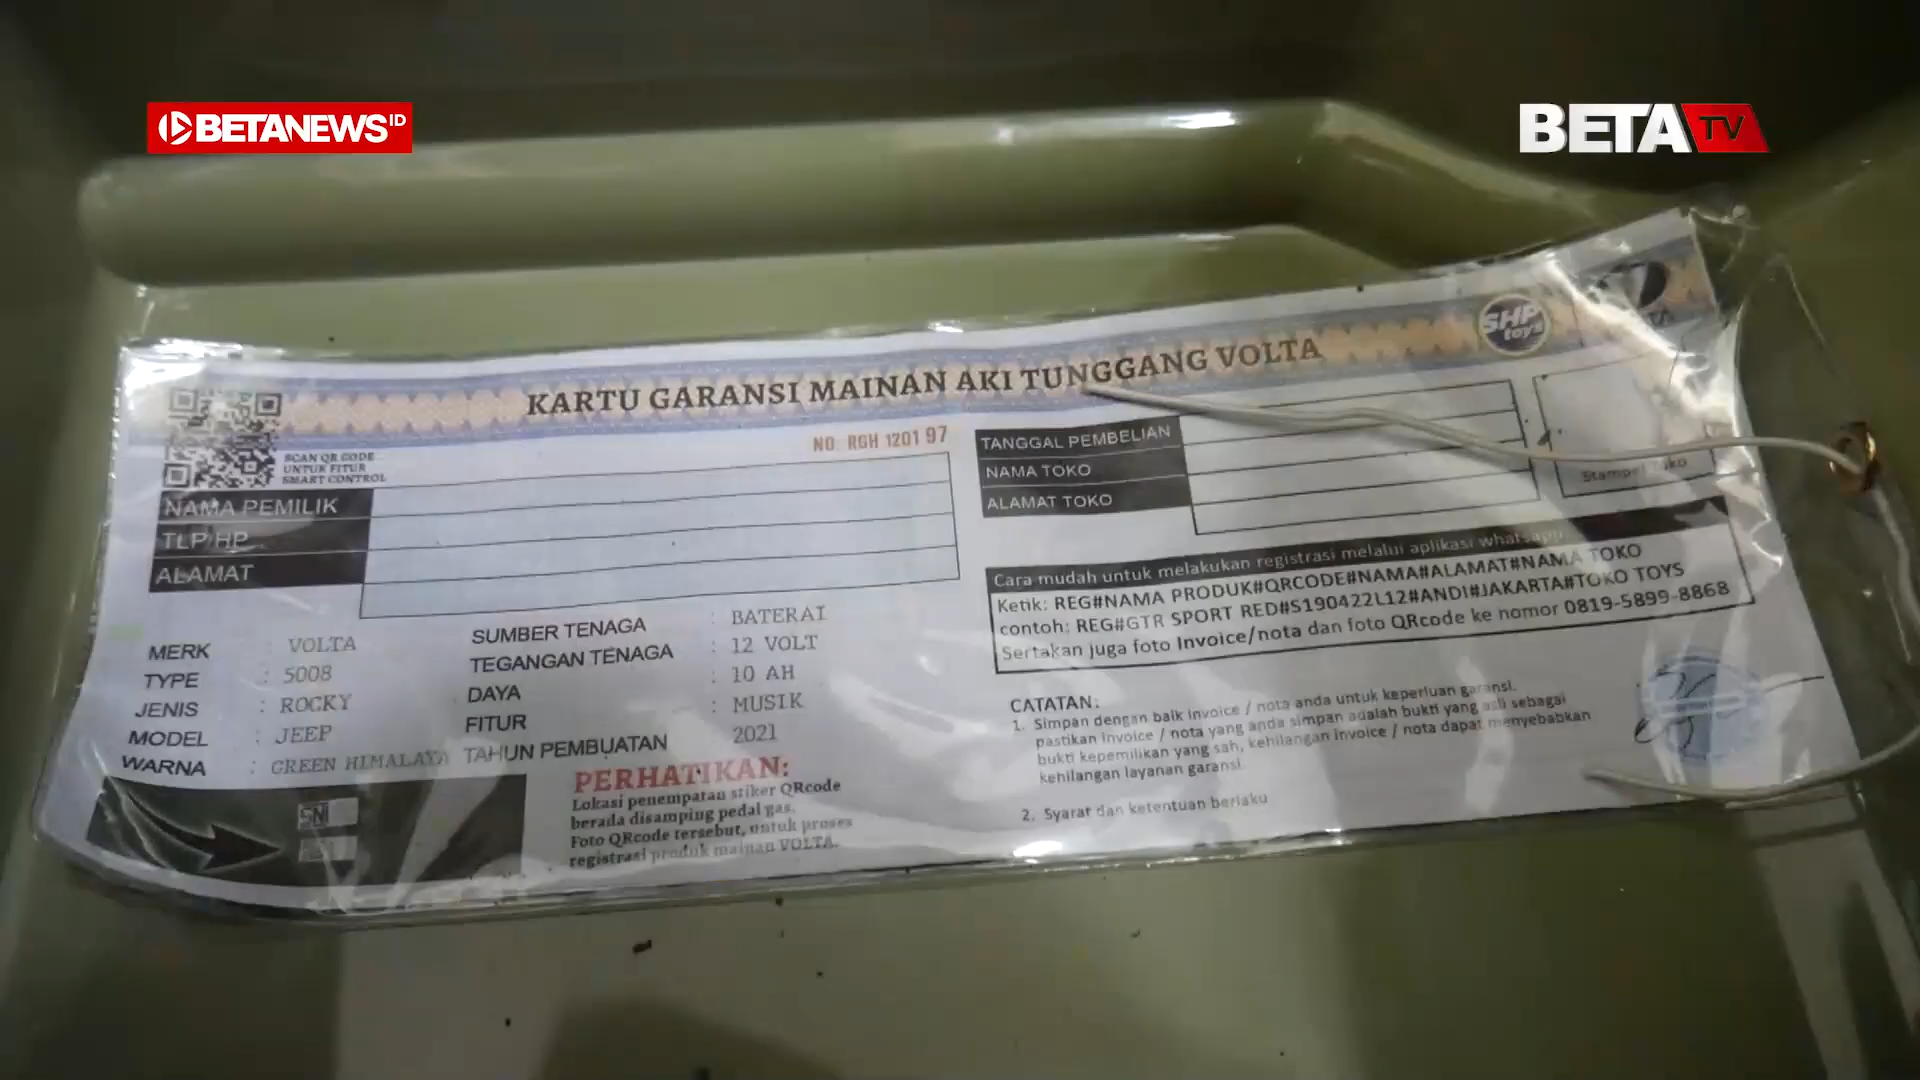 BETANEWS ID
BETA TV
SHP
toys
KARTU GARANSI MAINAN AKI TUNGGANG VOLTA
SCAN QR CODE
UNTUK FITUR
SMART CONTROL
NO. RGH 1201 97
NAMA PEMILIK
TLP/HP
ALAMAT
TANGGAL PEMBELIAN
NAMA TOKO
ALAMAT TOKO
Stampel Toko
Cara mudah untuk melakukan registrasi melalui aplikasi whatsapp
Ketik: REG#NAMA PRODUK#QRCODE#NAMA#ALAMAT#NAMA TOKO
contoh: REG#GTR SPORT RED#S190422L12#ANDI#JAKARTA#TOKO TOYS
Sertakan juga foto Invoice/nota dan foto QRcode ke nomor 0819-5899-8868
MERK : VOLTA
TYPE : 5008
JENIS : ROCKY
MODEL : JEEP
WARNA : GREEN HIMALAYA
SUMBER TENAGA : BATERAI
TEGANGAN TENAGA : 12 VOLT
DAYA : 10 AH
FITUR : MUSIK
TAHUN PEMBUATAN 2021
SNI
PERHATIKAN:
Lokasi penempatan stiker QRcode
berada disamping pedal gas.
Foto QRcode tersebut, untuk proses
registrasi produk mainan VOLTA.
CATATAN:
1. Simpan dengan baik invoice / nota anda untuk keperluan garansi.
pastikan invoice / nota yang anda simpan adalah bukti yang asli sebagai
bukti kepemilikan yang sah, kehilangan invoice / nota dapat menyebabkan
kehilangan layanan garansi
2. Syarat dan ketentuan berlaku